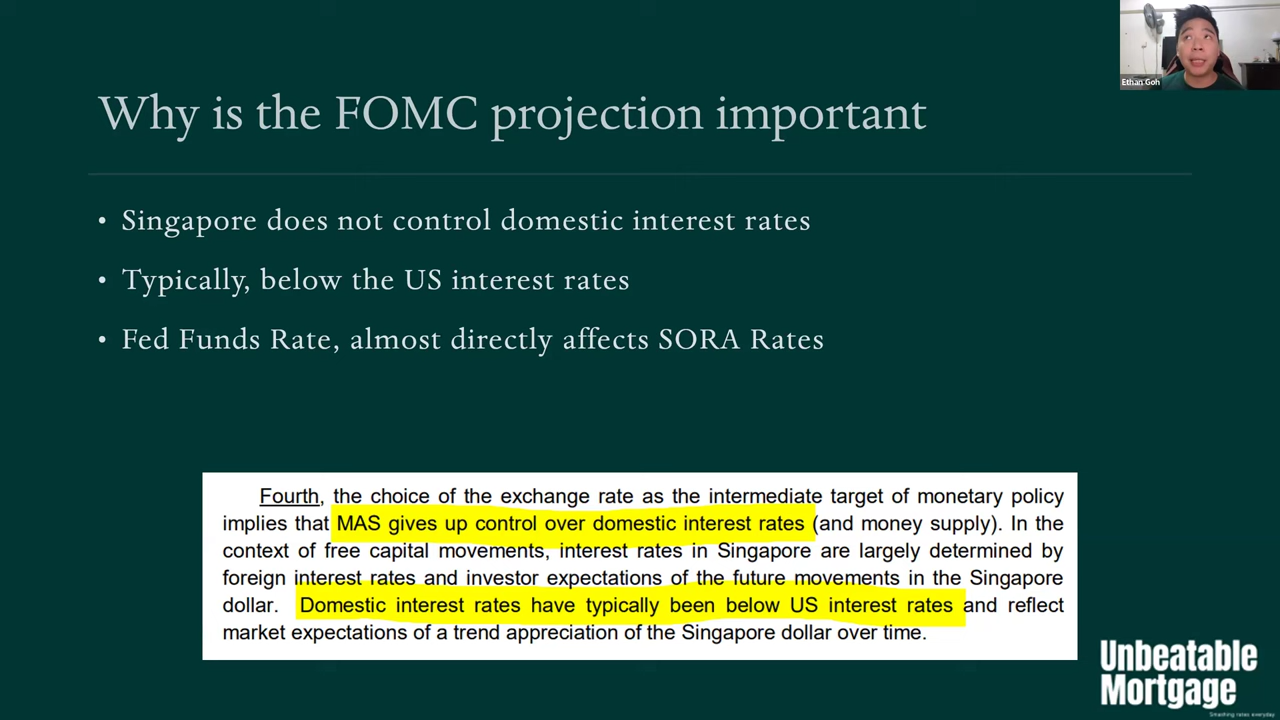 Ethan Goh
Why is the FOMC projection important
• Singapore does not control domestic interest rates
• Typically, below the US interest rates
• Fed Funds Rate, almost directly affects SORA Rates
Fourth, the choice of the exchange rate as the intermediate target of monetary policy
implies that MAS gives up control over domestic interest rates (and money supply). In the
context of free capital movements, interest rates in Singapore are largely determined by
foreign interest rates and investor expectations of the future movements in the Singapore
dollar. Domestic interest rates have typically been below US interest rates and reflect
market expectations of a trend appreciation of the Singapore dollar over time.
Unbeatable
Mortgage
Smashing rates everyday